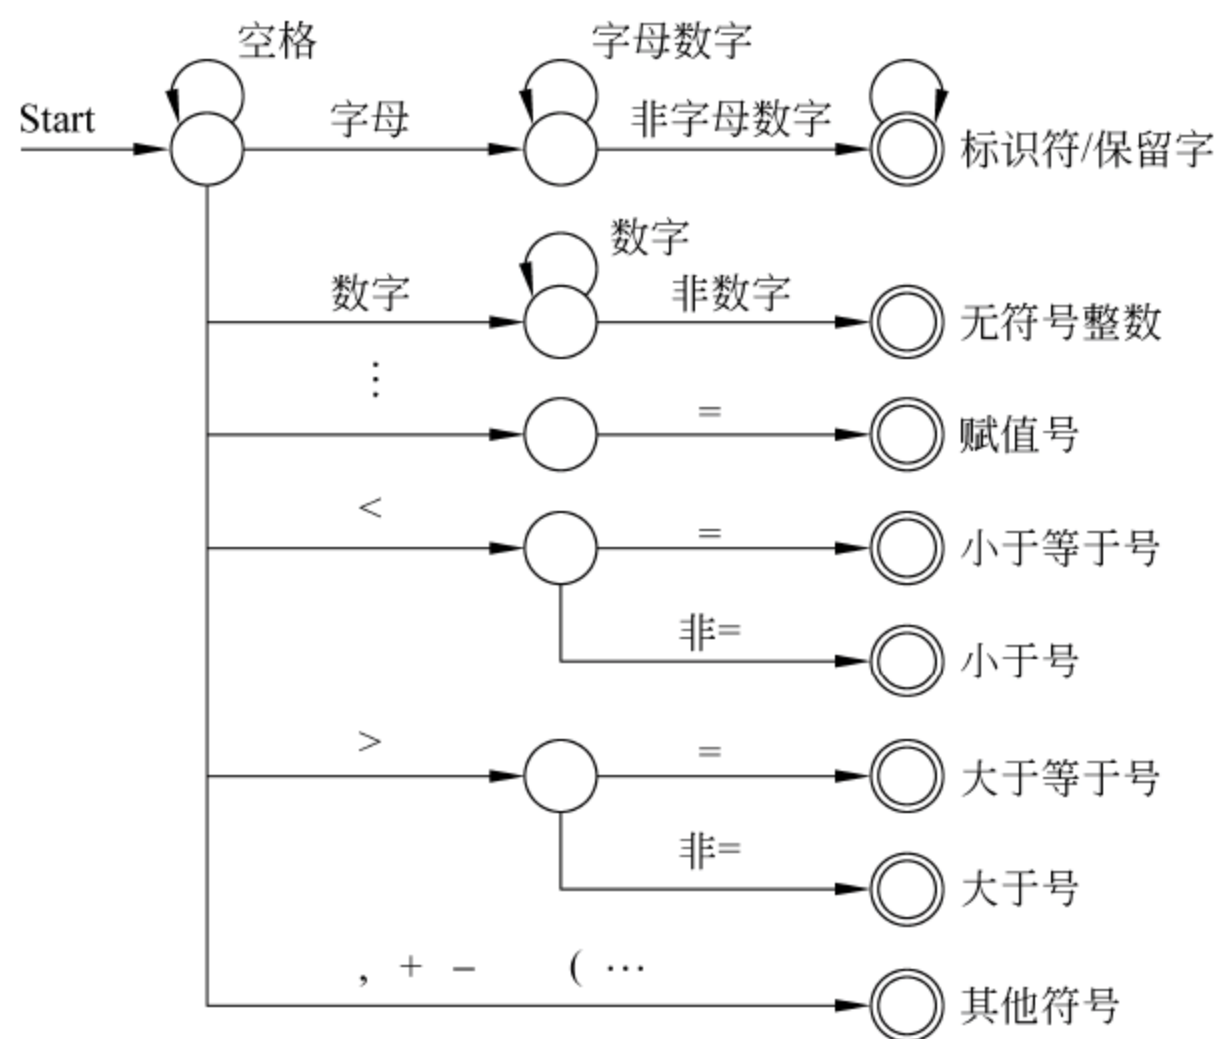 空格
字母数字
Start
字母
非字母数字
标识符/保留字
数字
数字
非数字
无符号整数
⋮
=
赋值号
<
=
小于等于号
非=
小于号
>
=
大于等于号
非=
大于号
, + − ( …
其他符号